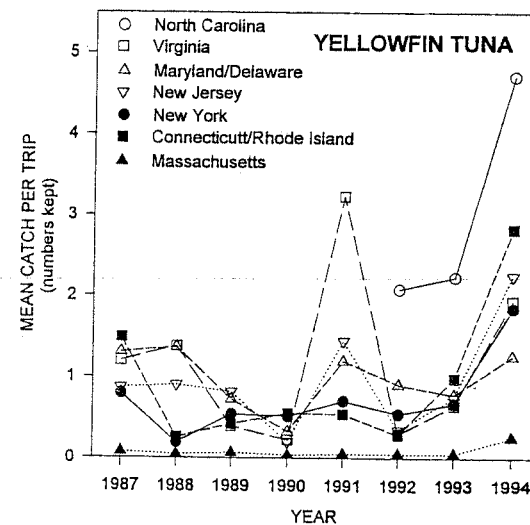 YELLOWFIN TUNA
North Carolina
Virginia
Maryland/Delaware
New Jersey
New York
Connecticutt/Rhode Island
Massachusetts
MEAN CATCH PER TRIP
(numbers kept)
5
4
3
2
1
0
1987 1988 1989 1990 1991 1992 1993 1994
YEAR